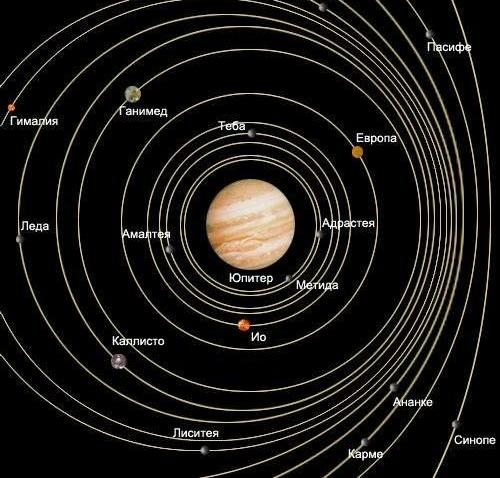 Пасифе
Гималия
Ганимед
Теба
Европа
Леда
Амалтея
Адрастея
Юпитер
Метида
Ио
Каллисто
Ананке
Лиситея
Синопе
Карме